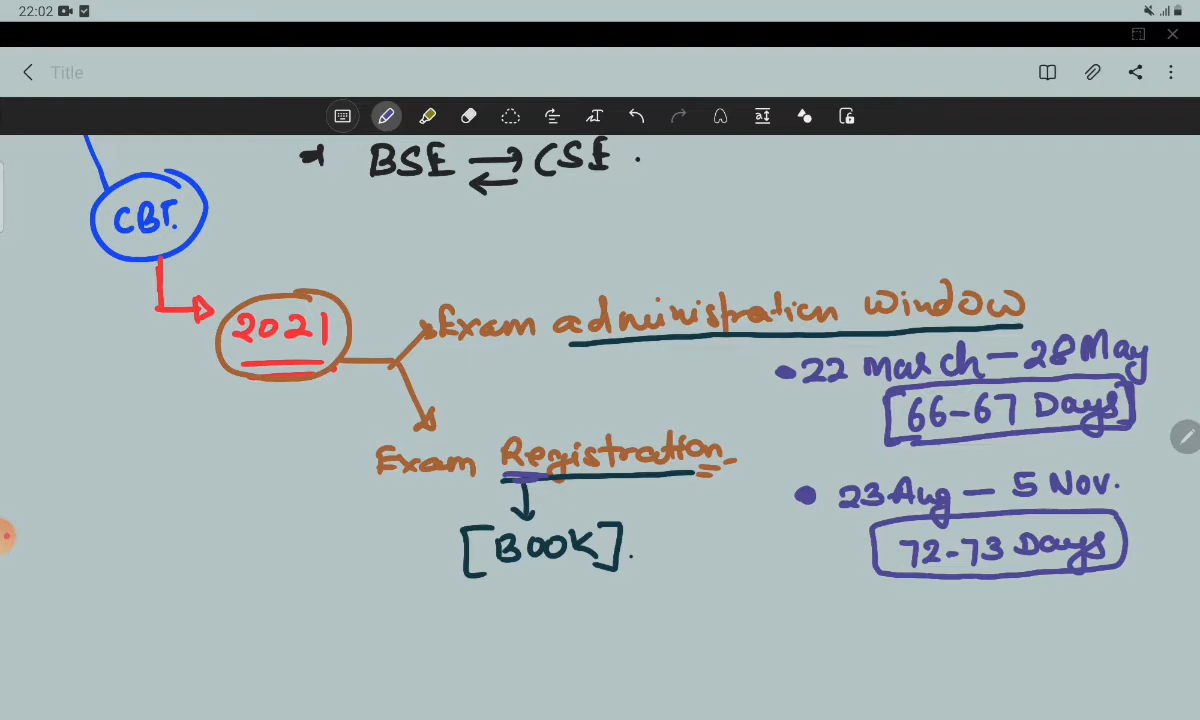 22:02
Title
BSE ⇄ CSE .
CBT.
2021
Exam administration window
22 March - 28 May
[66-67 Days]
Exam Registration
[BOOK].
23 Aug - 5 Nov.
72-73 Days